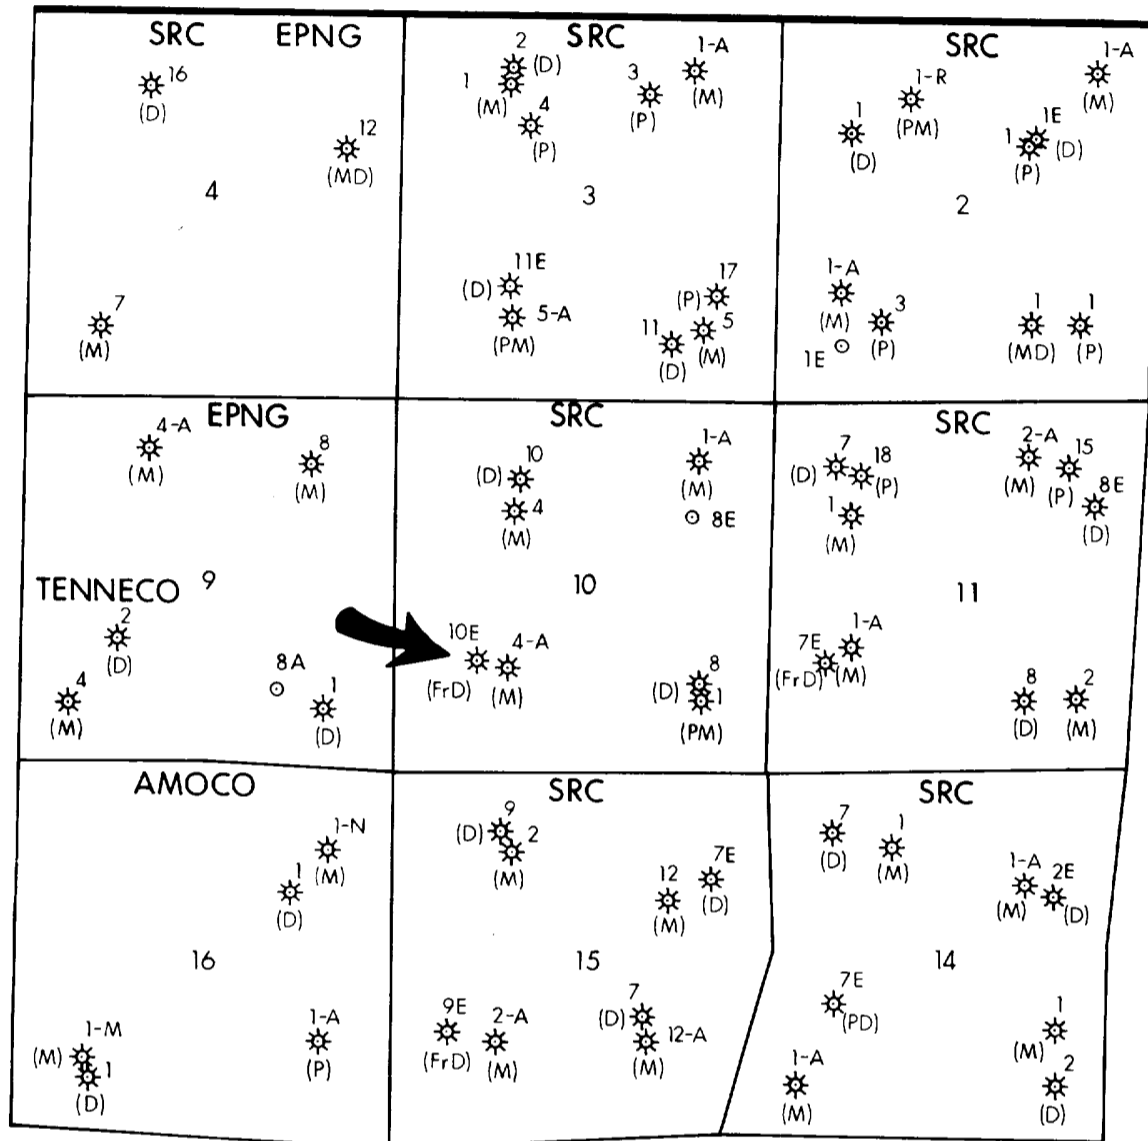 SRC EPNG
16
(D)
12
(MD)
4
7
(M)
SRC
2
(D)
1
(M)
4
(P)
3
(P)
1-A
(M)
3
11E
(D)
5-A
(PM)
17
(P)
5
(M)
11
(D)
SRC
1-A
(M)
1-R
(PM)
1
(D)
1E
(D)
1
(P)
2
1-A
(M)
3
(P)
1E
1
(MD)
1
(P)
EPNG
4-A
(M)
8
(M)
9
TENNECO
2
(D)
4
(M)
8A
1
(D)
SRC
10
(D)
4
(M)
1-A
(M)
8E
10
10E
(FrD)
4-A
(M)
8
(D)
1
(PM)
SRC
7
(D)
18
(P)
1
(M)
2-A
(M)
15
(P)
8E
(D)
11
7E
(FrD)
1-A
(M)
8
(D)
2
(M)
AMOCO
1-N
(M)
1
(D)
16
1-M
(M)
1
(D)
1-A
(P)
SRC
9
(D)
2
(M)
12
(M)
7E
(D)
15
9E
(FrD)
2-A
(M)
7
(D)
12-A
(M)
SRC
7
(D)
1
(M)
1-A
(M)
2E
(D)
14
7E
(PD)
1
(M)
1-A
(M)
2
(D)